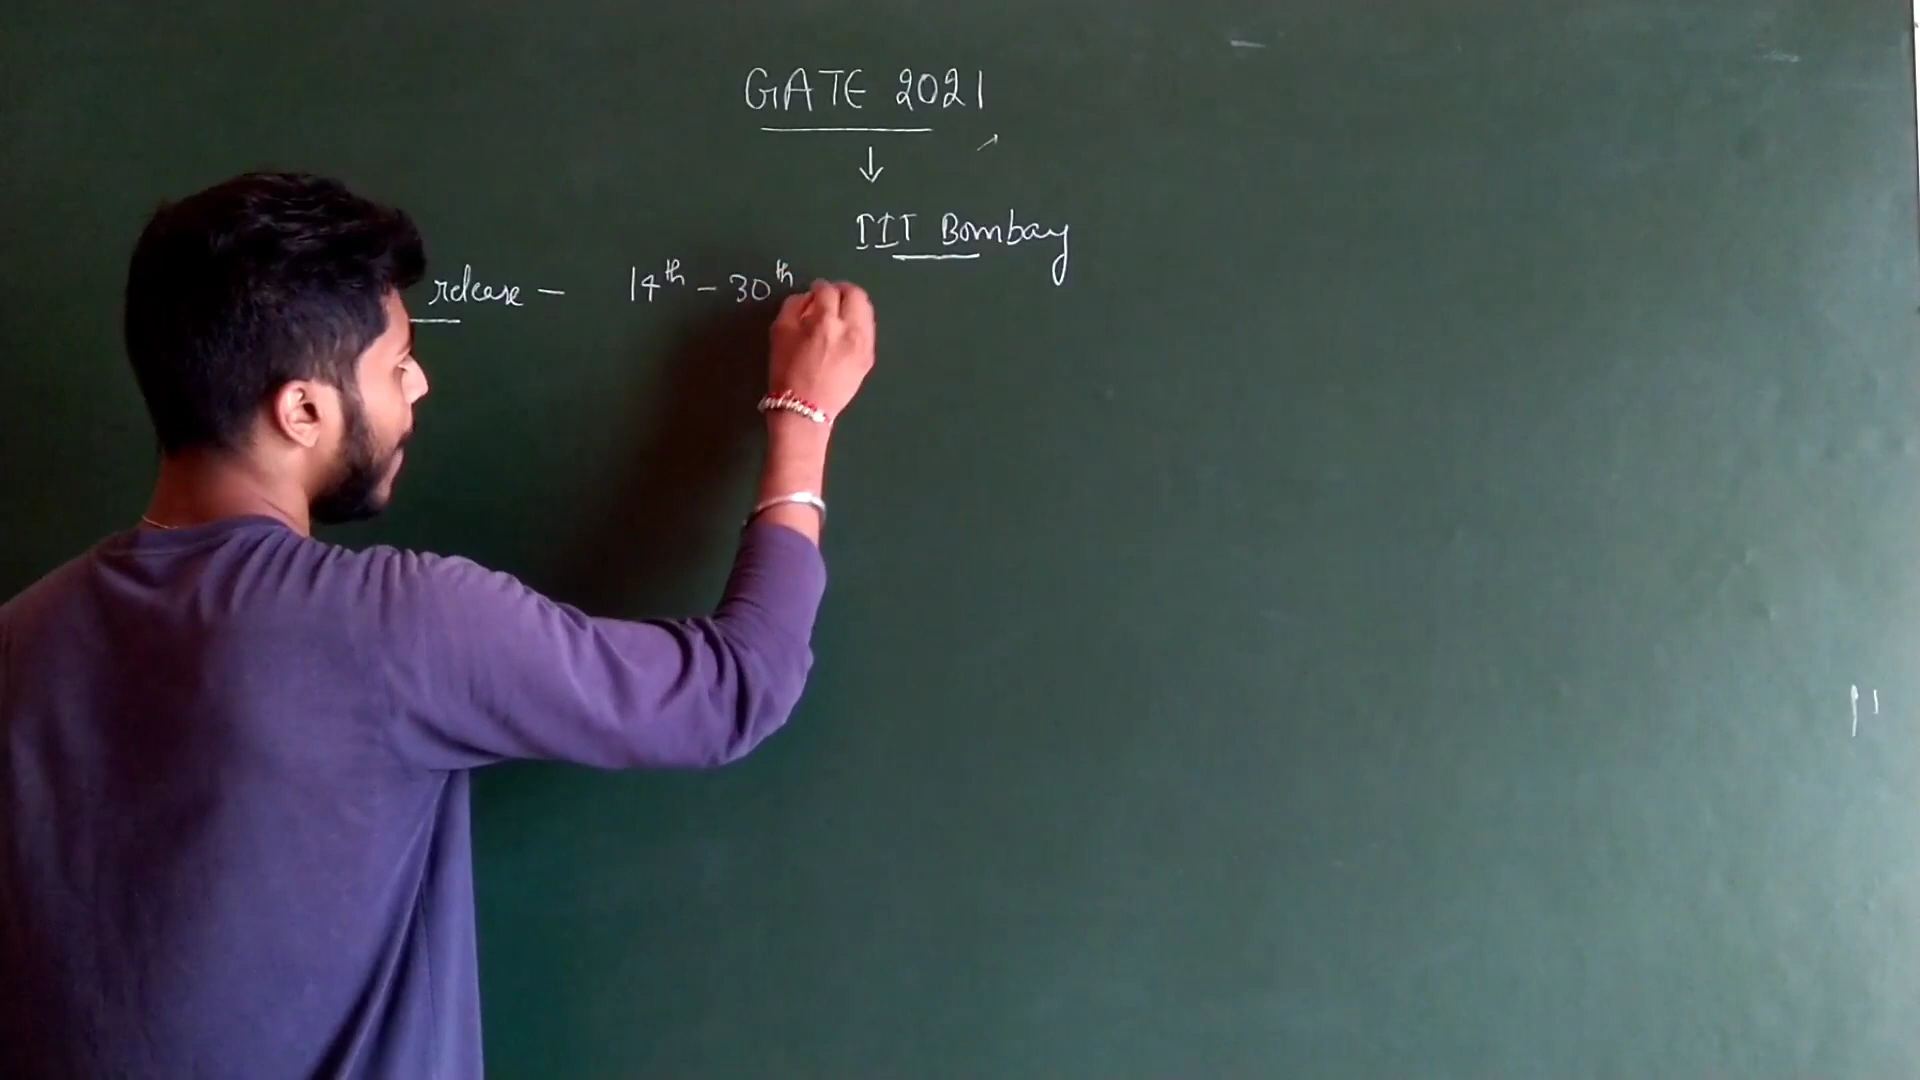 GATE 2021
↓
IIT Bombay
release – 14th – 30th